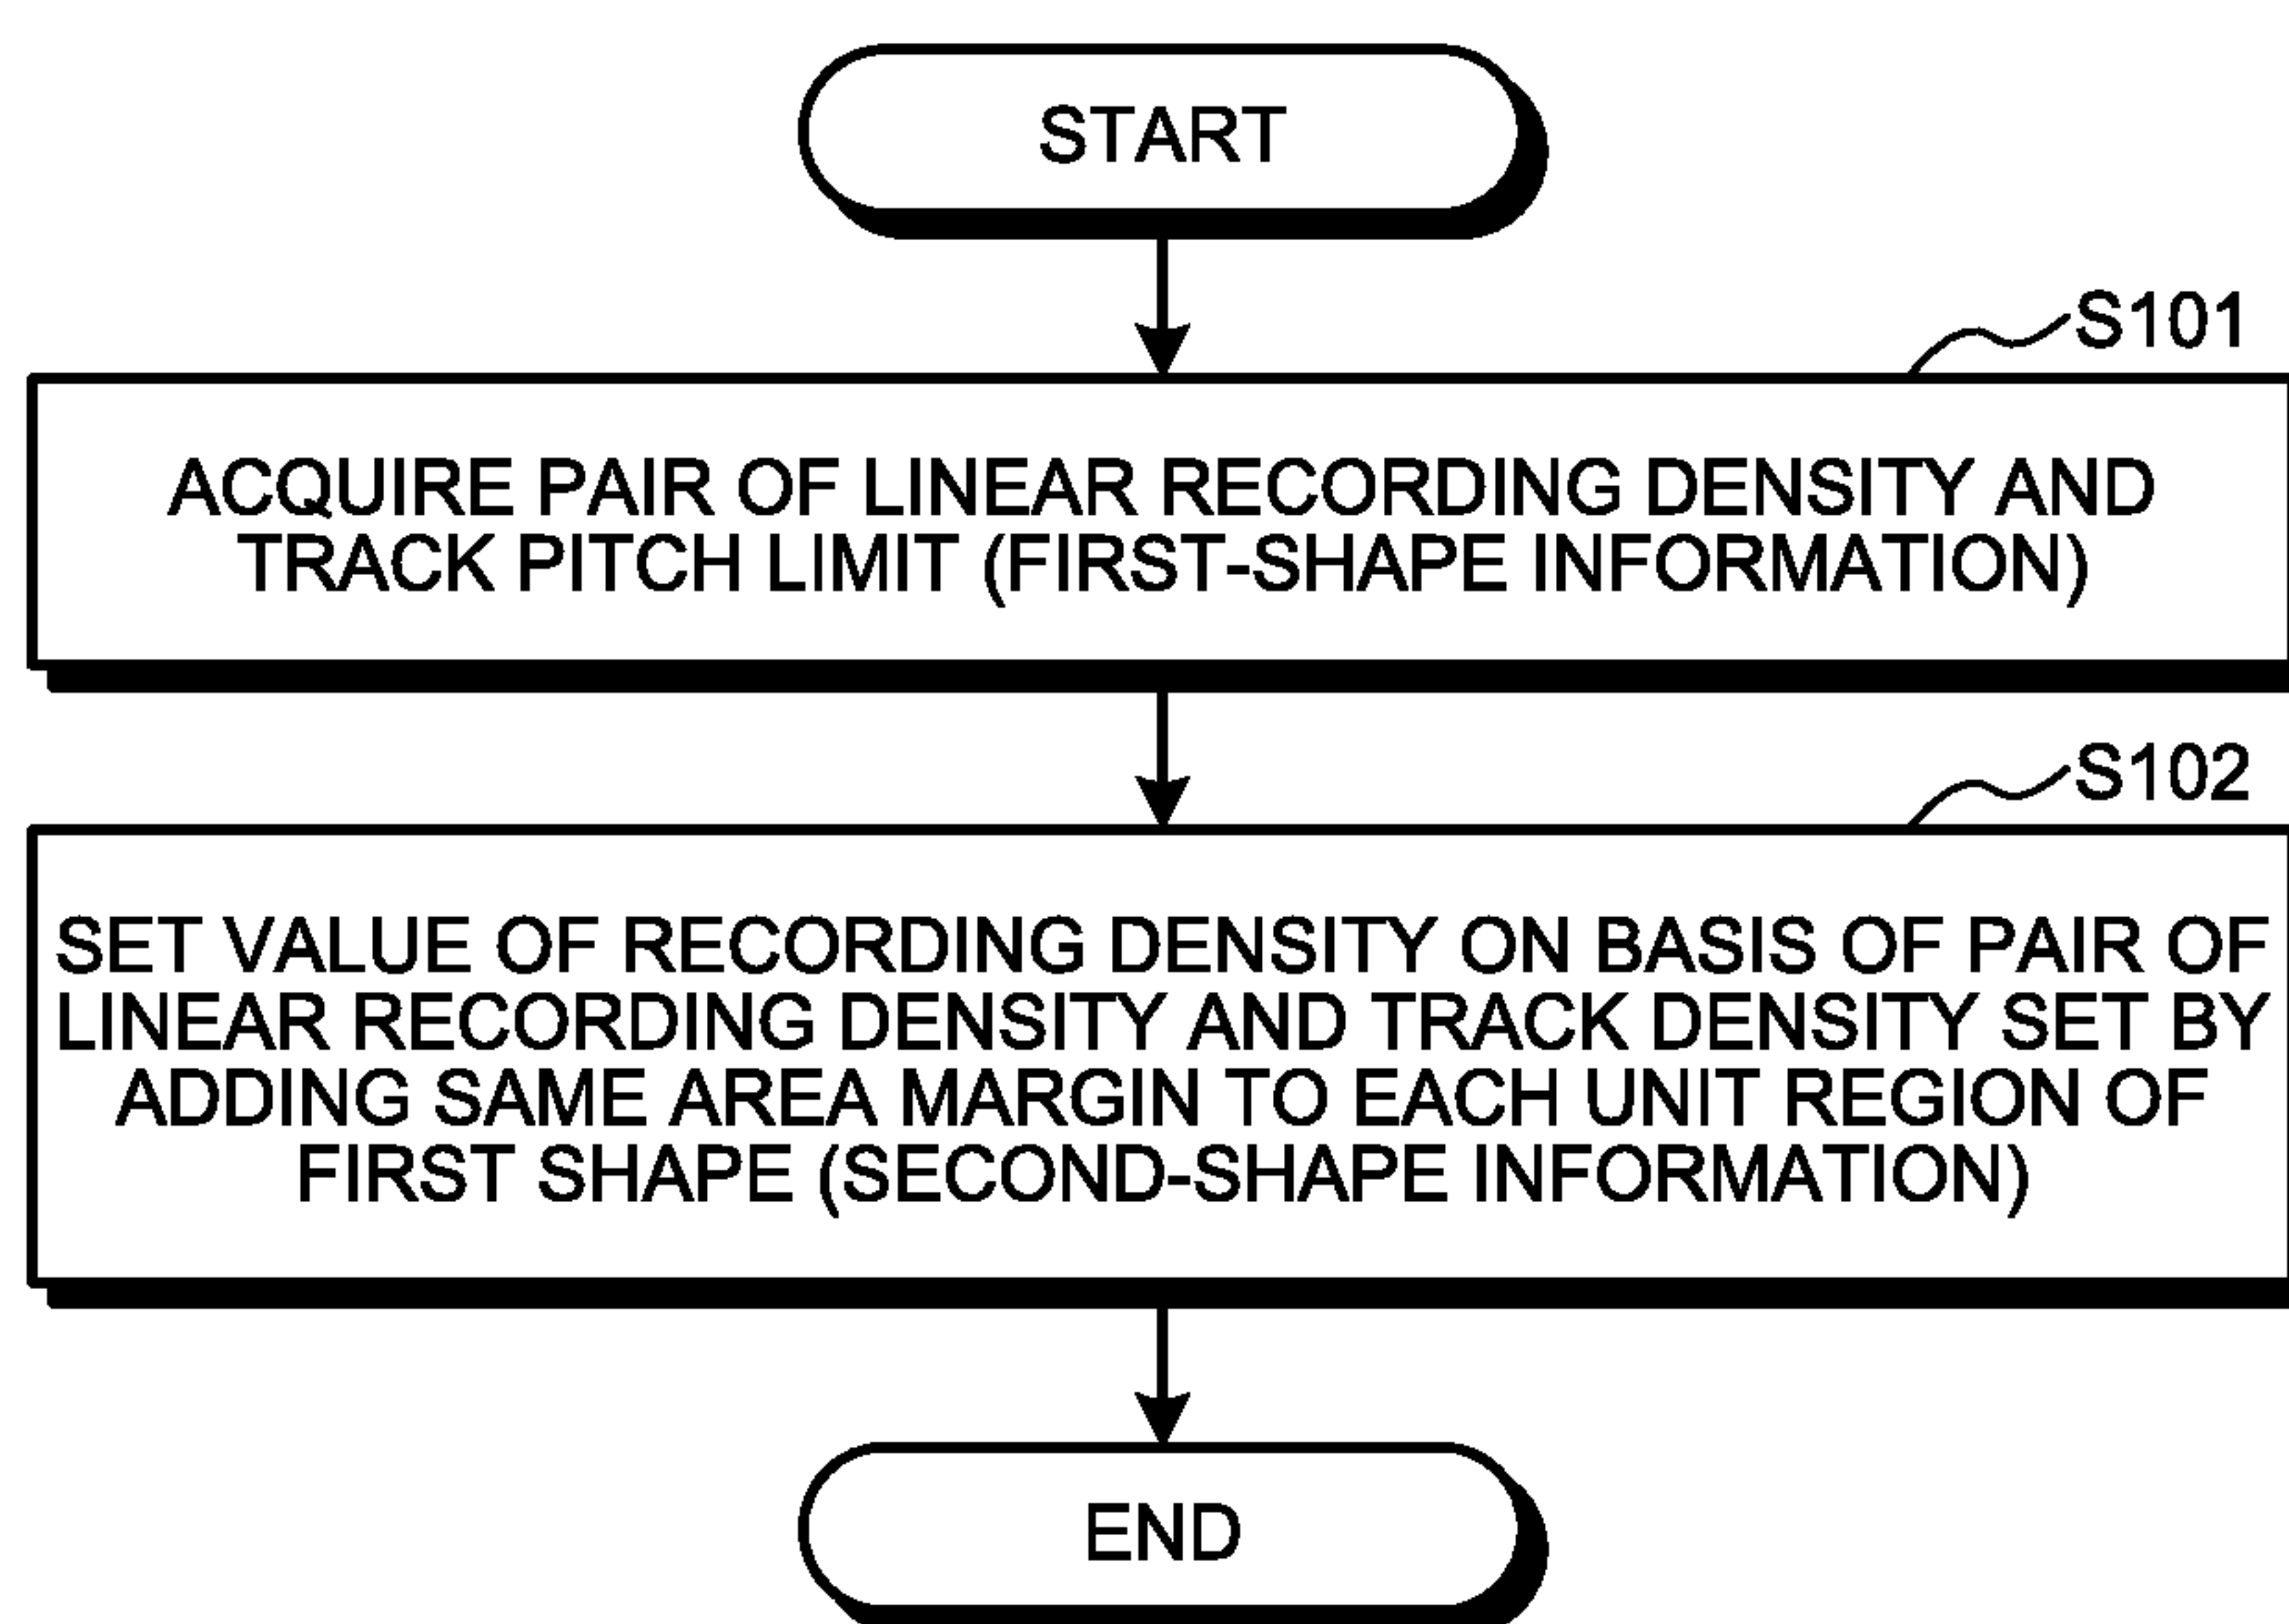 START
S101
ACQUIRE PAIR OF LINEAR RECORDING DENSITY AND
TRACK PITCH LIMIT (FIRST-SHAPE INFORMATION)
S102
SET VALUE OF RECORDING DENSITY ON BASIS OF PAIR OF
LINEAR RECORDING DENSITY AND TRACK DENSITY SET BY
ADDING SAME AREA MARGIN TO EACH UNIT REGION OF
FIRST SHAPE (SECOND-SHAPE INFORMATION)
END